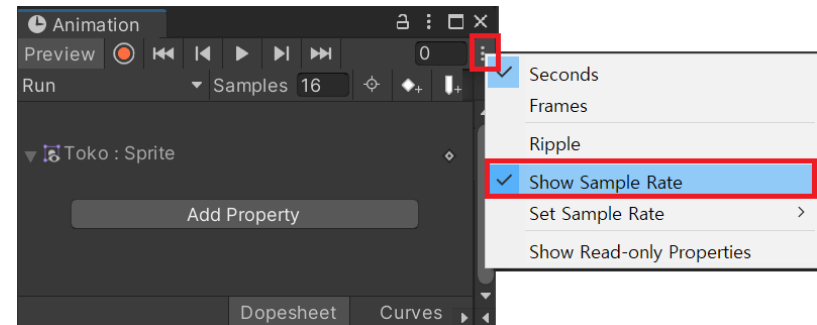 Animation
Preview 0
Run Samples 16
Toko : Sprite
Add Property
Dopesheet Curves
Seconds
Frames
Ripple
Show Sample Rate
Set Sample Rate
Show Read-only Properties